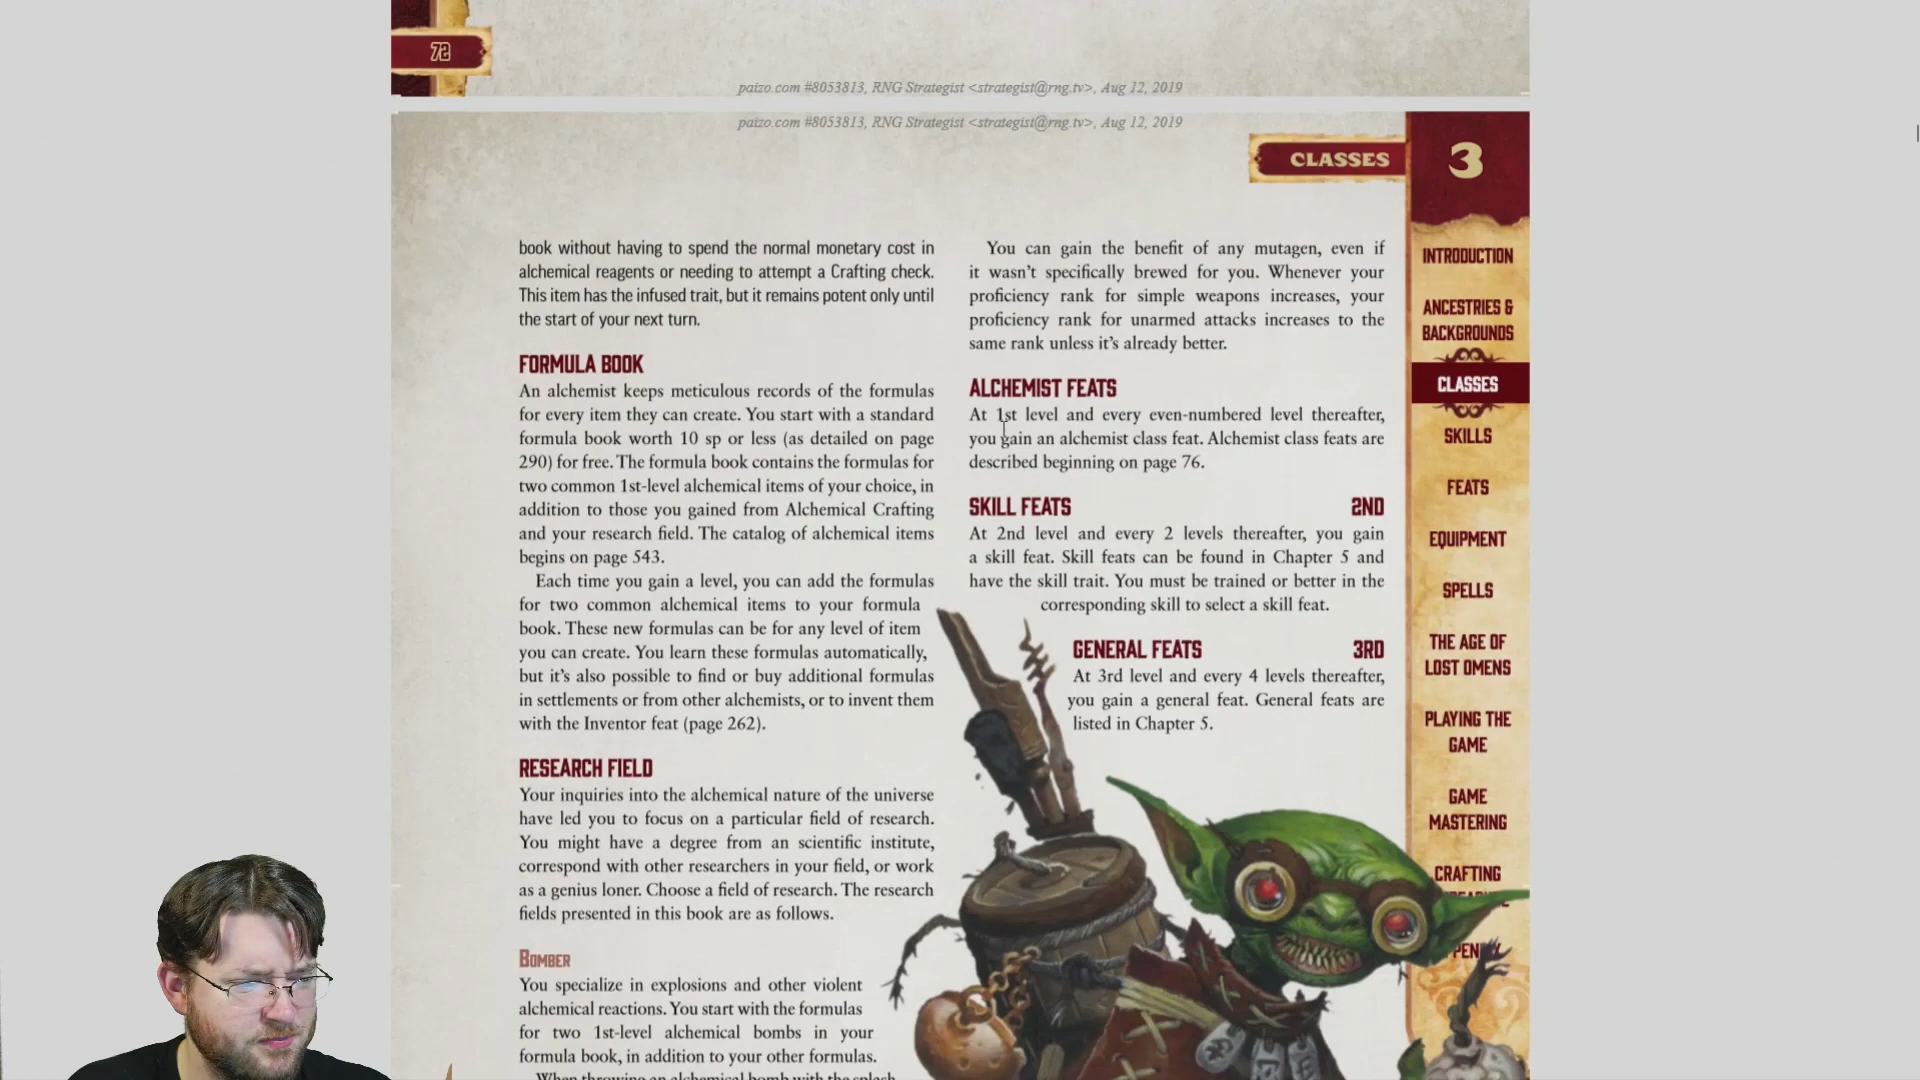 72
paizo.com #8053813, RNG Strategist <strategist@rng.tv>, Aug 12, 2019
paizo.com #8053813, RNG Strategist <strategist@rng.tv>, Aug 12, 2019
CLASSES
3
book without having to spend the normal monetary cost in
alchemical reagents or needing to attempt a Crafting check.
This item has the infused trait, but it remains potent only until
the start of your next turn.
FORMULA BOOK
An alchemist keeps meticulous records of the formulas
for every item they can create. You start with a standard
formula book worth 10 sp or less (as detailed on page
290) for free. The formula book contains the formulas for
two common 1st-level alchemical items of your choice, in
addition to those you gained from Alchemical Crafting
and your research field. The catalog of alchemical items
begins on page 543.
Each time you gain a level, you can add the formulas
for two common alchemical items to your formula
book. These new formulas can be for any level of item
you can create. You learn these formulas automatically,
but it's also possible to find or buy additional formulas
in settlements or from other alchemists, or to invent them
with the Inventor feat (page 262).
RESEARCH FIELD
Your inquiries into the alchemical nature of the universe
have led you to focus on a particular field of research.
You might have a degree from an scientific institute,
correspond with other researchers in your field, or work
as a genius loner. Choose a field of research. The research
fields presented in this book are as follows.
BOMBER
You specialize in explosions and other violent
alchemical reactions. You start with the formulas
for two 1st-level alchemical bombs in your
formula book, in addition to your other formulas.
When throwing an alchemical bomb with the splash
You can gain the benefit of any mutagen, even if
it wasn't specifically brewed for you. Whenever your
proficiency rank for simple weapons increases, your
proficiency rank for unarmed attacks increases to the
same rank unless it's already better.
ALCHEMIST FEATS
At 1st level and every even-numbered level thereafter,
you gain an alchemist class feat. Alchemist class feats are
described beginning on page 76.
SKILL FEATS 2ND
At 2nd level and every 2 levels thereafter, you gain
a skill feat. Skill feats can be found in Chapter 5 and
have the skill trait. You must be trained or better in the
corresponding skill to select a skill feat.
GENERAL FEATS 3RD
At 3rd level and every 4 levels thereafter,
you gain a general feat. General feats are
listed in Chapter 5.
INTRODUCTION
ANCESTRIES &
BACKGROUNDS
CLASSES
SKILLS
FEATS
EQUIPMENT
SPELLS
THE AGE OF
LOST OMENS
PLAYING THE
GAME
GAME
MASTERING
CRAFTING